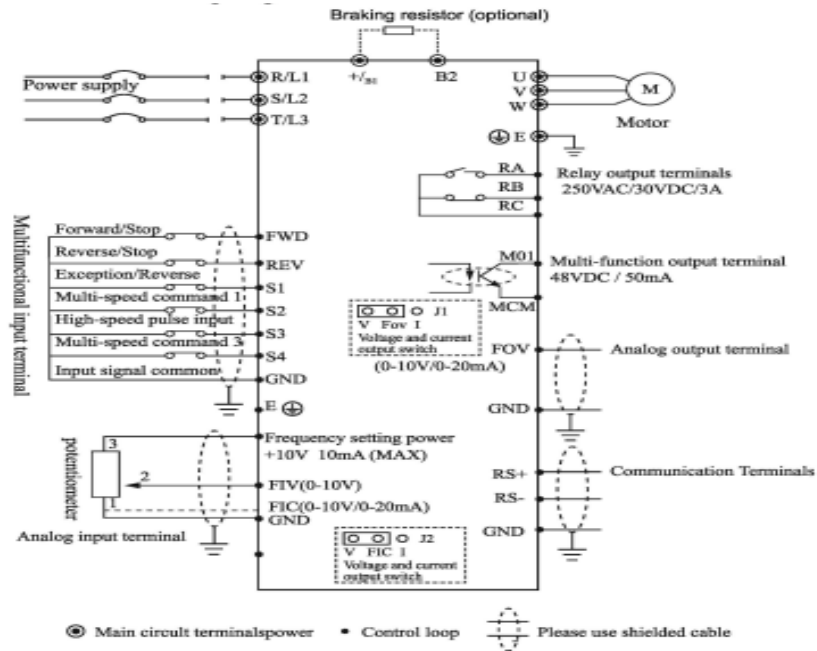 Braking resistor (optional)
Power supply
R/L1
S/L2
T/L3
+/B1
B2
U
V
W
M
Motor
E
RA
RB
RC
Relay output terminals
250VAC/30VDC/3A
Multifunctional input terminal
Forward/Stop
FWD
Reverse/Stop
REV
Exception/Reverse
S1
Multi-speed command 1
S2
High-speed pulse input
S3
Multi-speed command 3
S4
Input signal common
GND
E
M01
MCM
Multi-function output terminal
48VDC / 50mA
J1
V Fov I
Voltage and current
output switch
(0-10V/0-20mA)
FOV
Analog output terminal
GND
potentiometer
3
2
1
Frequency setting power
+10V 10mA (MAX)
FIV(0-10V)
FIC(0-10V/0-20mA)
GND
Analog input terminal
RS+
RS-
GND
Communication Terminals
J2
V FIC I
Voltage and current
output switch
Main circult terminalspower
Control loop
Please use shielded cable